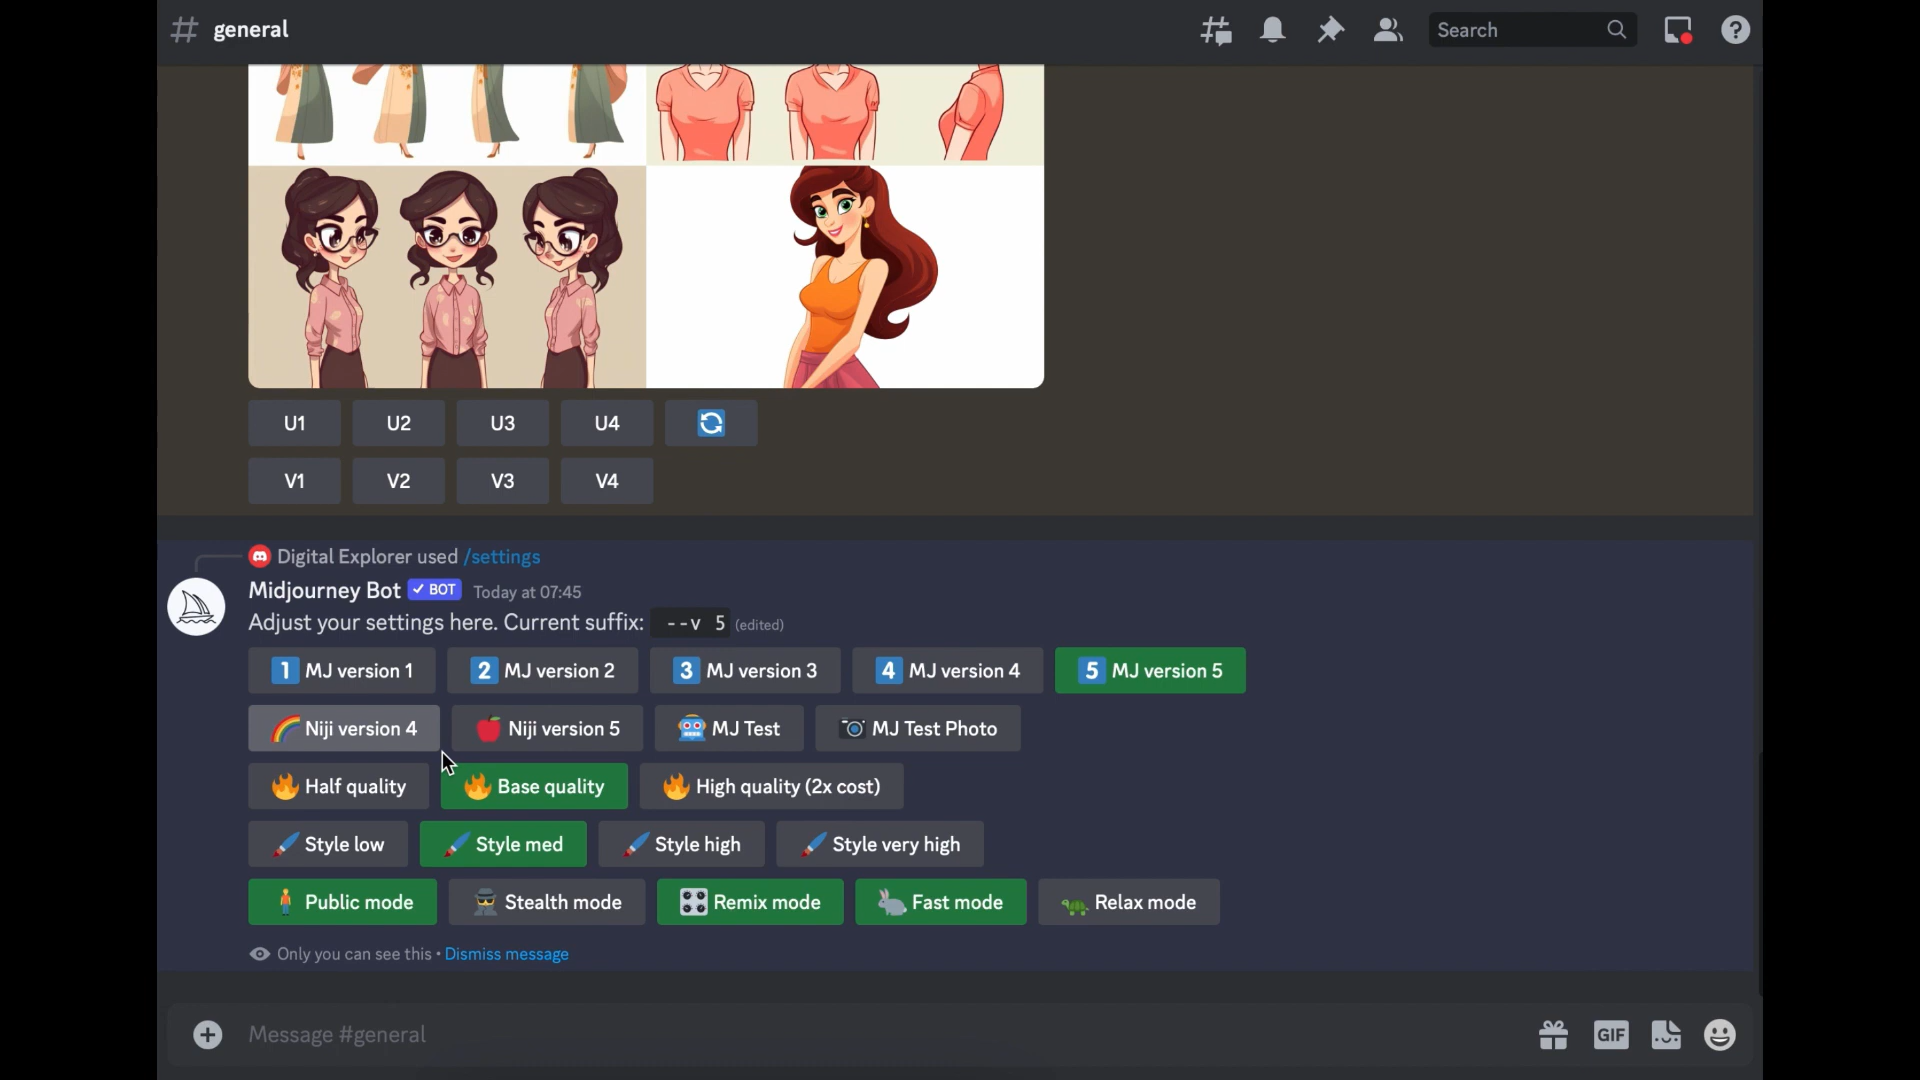 general
Search
U1 U2 U3 U4
V1 V2 V3 V4
Digital Explorer used /settings
Midjourney Bot ✓ BOT Today at 07:45
Adjust your settings here. Current suffix: --v 5 (edited)
1 MJ version 1 2 MJ version 2 3 MJ version 3 4 MJ version 4 5 MJ version 5
Niji version 4 Niji version 5 MJ Test MJ Test Photo
Half quality Base quality High quality (2x cost)
Style low Style med Style high Style very high
Public mode Stealth mode Remix mode Fast mode Relax mode
Only you can see this • Dismiss message
Message #general GIF